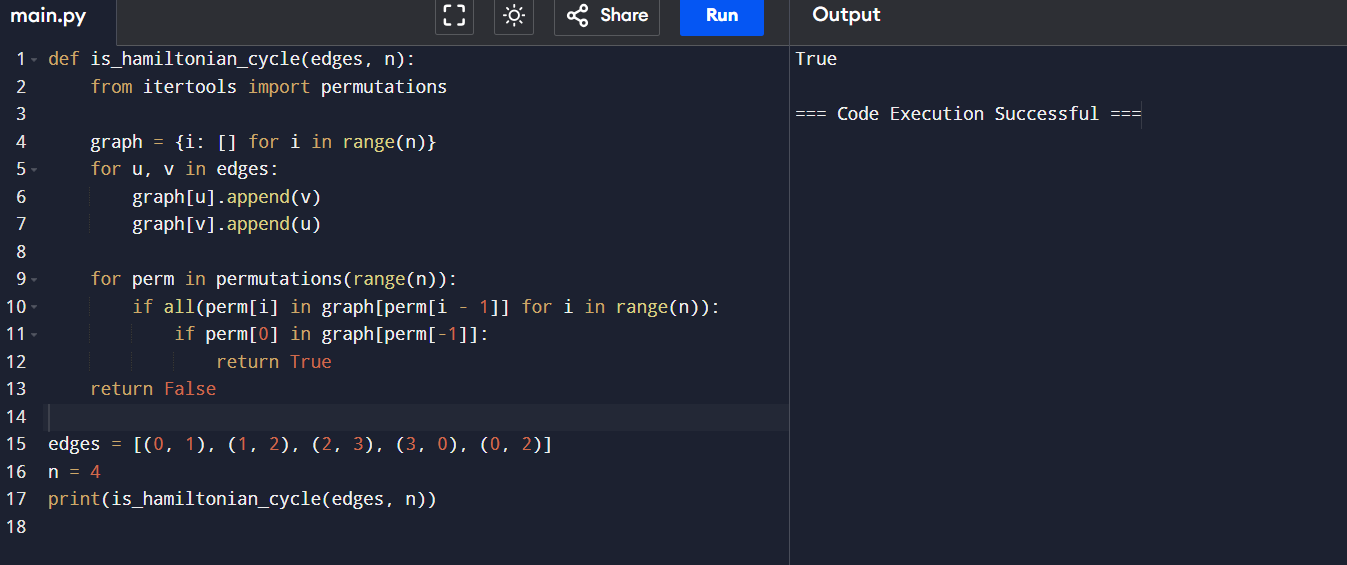 main.py Share Run Output
1 def is_hamiltonian_cycle(edges, n):
2     from itertools import permutations
3
4     graph = {i: [] for i in range(n)}
5     for u, v in edges:
6         graph[u].append(v)
7         graph[v].append(u)
8
9     for perm in permutations(range(n)):
10         if all(perm[i] in graph[perm[i - 1]] for i in range(n)):
11             if perm[0] in graph[perm[-1]]:
12                 return True
13     return False
14
15 edges = [(0, 1), (1, 2), (2, 3), (3, 0), (0, 2)]
16 n = 4
17 print(is_hamiltonian_cycle(edges, n))
18
True
=== Code Execution Successful ===